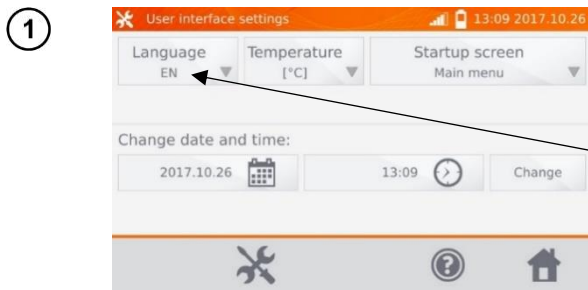 1
User interface settings 13:09 2017.10.26
Language Temperature Startup screen
EN [°C] Main menu
Change date and time:
2017.10.26 13:09 Change
?